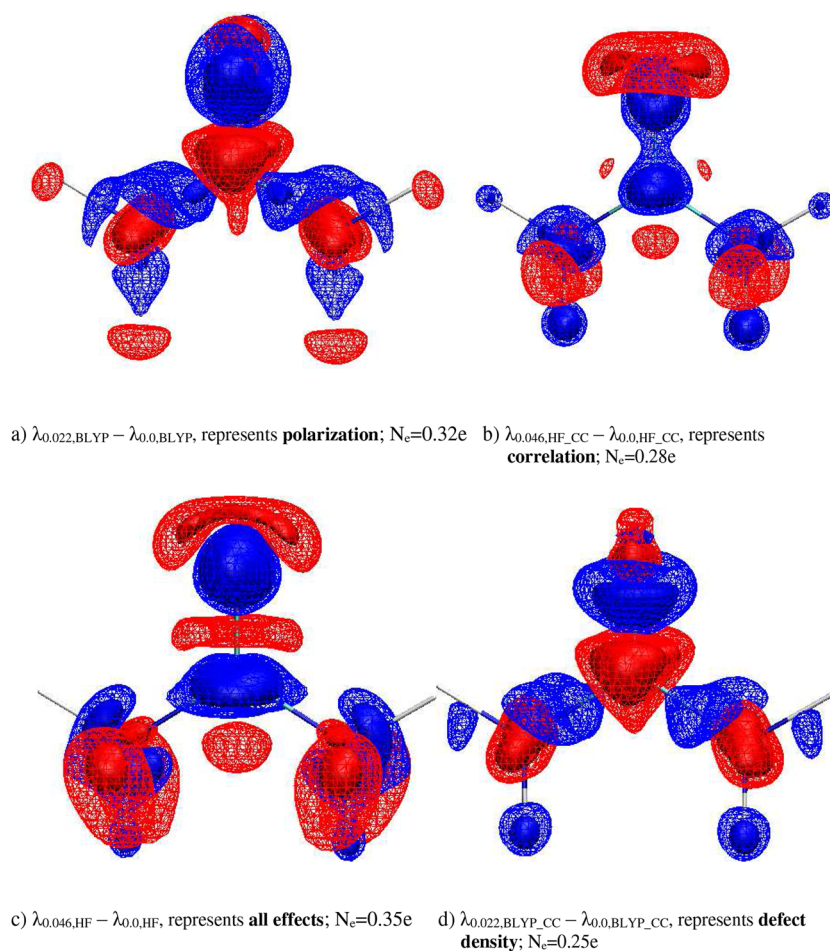 a) λ0.022,BLYP – λ0.0,BLYP, represents polarization; Ne=0.32e
b) λ0.046,HF_CC – λ0.0,HF_CC, represents
correlation; Ne=0.28e
c) λ0.046,HF – λ0.0,HF, represents all effects; Ne=0.35e
d) λ0.022,BLYP_CC – λ0.0,BLYP_CC, represents defect
density; Ne=0.25e